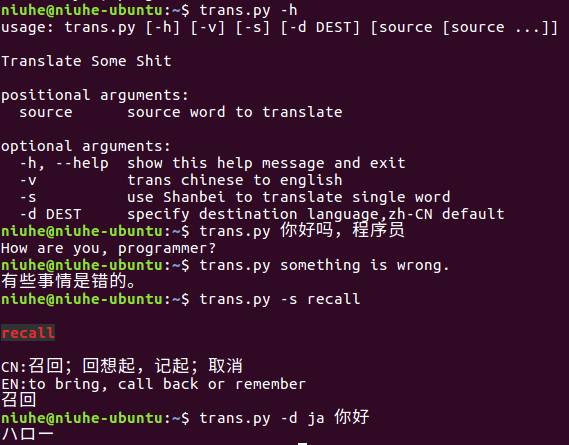 niuhe@niuhe-ubuntu:~$ trans.py -h
usage: trans.py [-h] [-v] [-s] [-d DEST] [source [source ...]]
Translate Some Shit
positional arguments:
source source word to translate
optional arguments:
-h, --help show this help message and exit
-v trans chinese to english
-s use Shanbei to translate single word
-d DEST specify destination language,zh-CN default
niuhe@niuhe-ubuntu:~$ trans.py 你好吗，程序员
How are you, programmer?
niuhe@niuhe-ubuntu:~$ trans.py something is wrong.
有些事情是错的。
niuhe@niuhe-ubuntu:~$ trans.py -s recall
recall
CN:召回；回想起，记起；取消
EN:to bring, call back or remember
召回
niuhe@niuhe-ubuntu:~$ trans.py -d ja 你好
ハロー